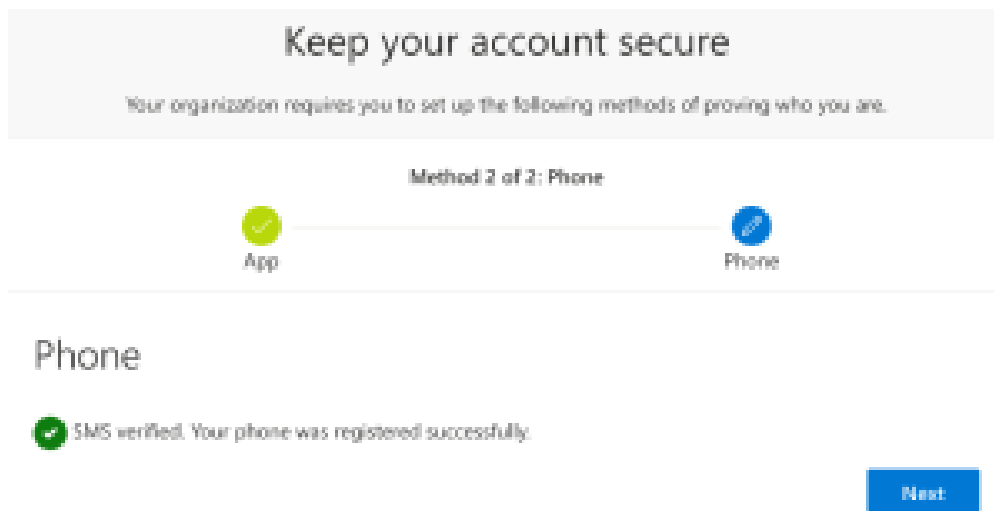 Keep your account secure
Your organization requires you to set up the following methods of proving who you are.
Method 2 of 2: Phone
App
Phone
Phone
SMS verified. Your phone was registered successfully.
Next